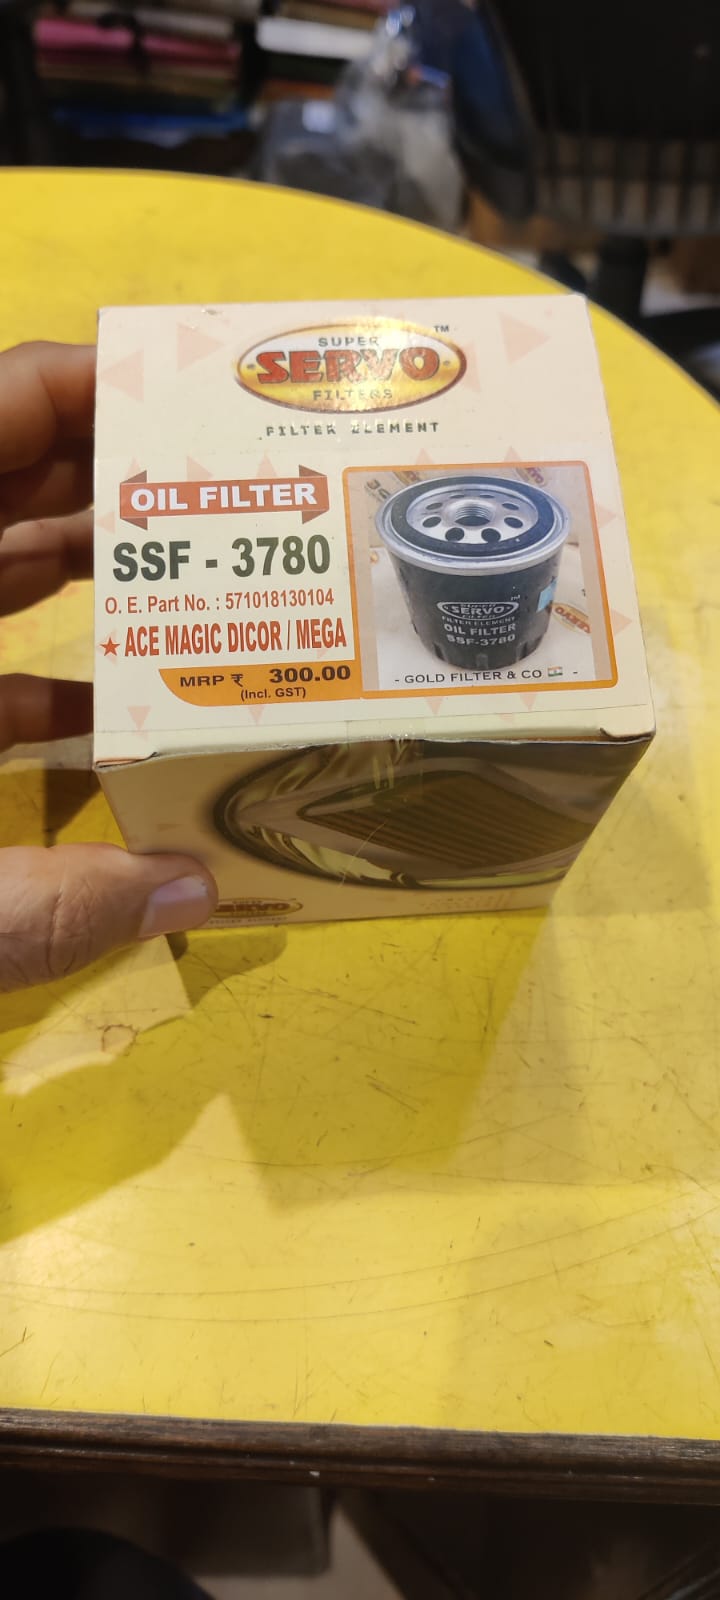 SUPER
SERVO
FILTERS
TM
FILTER ELEMENT
OIL FILTER
SSF - 3780
O. E. Part No. : 571018130104
★ ACE MAGIC DICOR / MEGA
MRP ₹ 300.00
(Incl. GST)
SERVO
FILTER ELEMENT
OIL FILTER
SSF-3780
- GOLD FILTER & CO -
SERVO